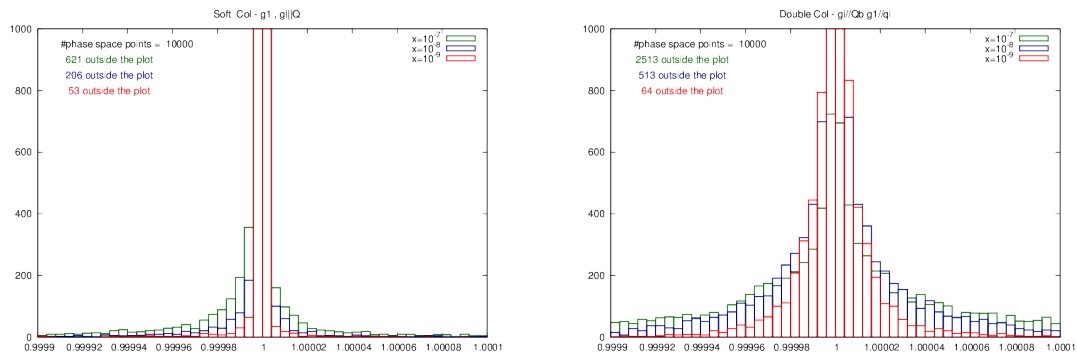 Soft Col - g1 , gi||Q
#phase space points = 10000
621 outside the plot
206 outside the plot
53 outside the plot
x=10^-7
x=10^-8
x=10^-9
1000
800
600
400
200
0
0.9999 0.99992 0.99994 0.99996 0.99998 1 1.00002 1.00004 1.00006 1.00008 1.0001
Double Col - gi//Qb g1//qi
#phase space points = 10000
2513 outside the plot
513 outside the plot
64 outside the plot
x=10^-7
x=10^-8
x=10^-9
1000
800
600
400
200
0
0.9999 0.99992 0.99994 0.99996 0.99998 1 1.00002 1.00004 1.00006 1.00008 1.0001